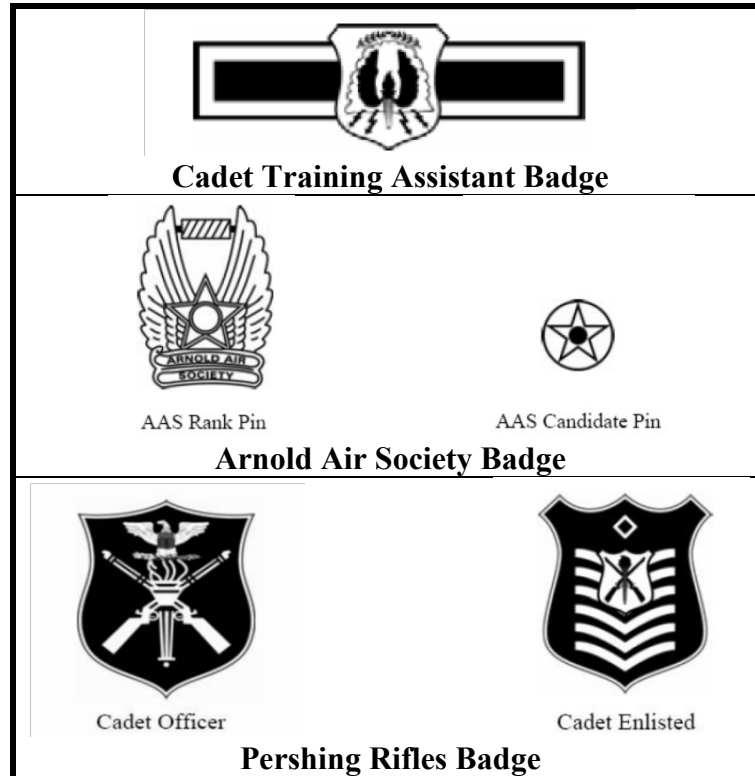 Cadet Training Assistant Badge
ARNOLD AIR
SOCIETY
AAS Rank Pin
AAS Candidate Pin
Arnold Air Society Badge
Cadet Officer
Cadet Enlisted
Pershing Rifles Badge